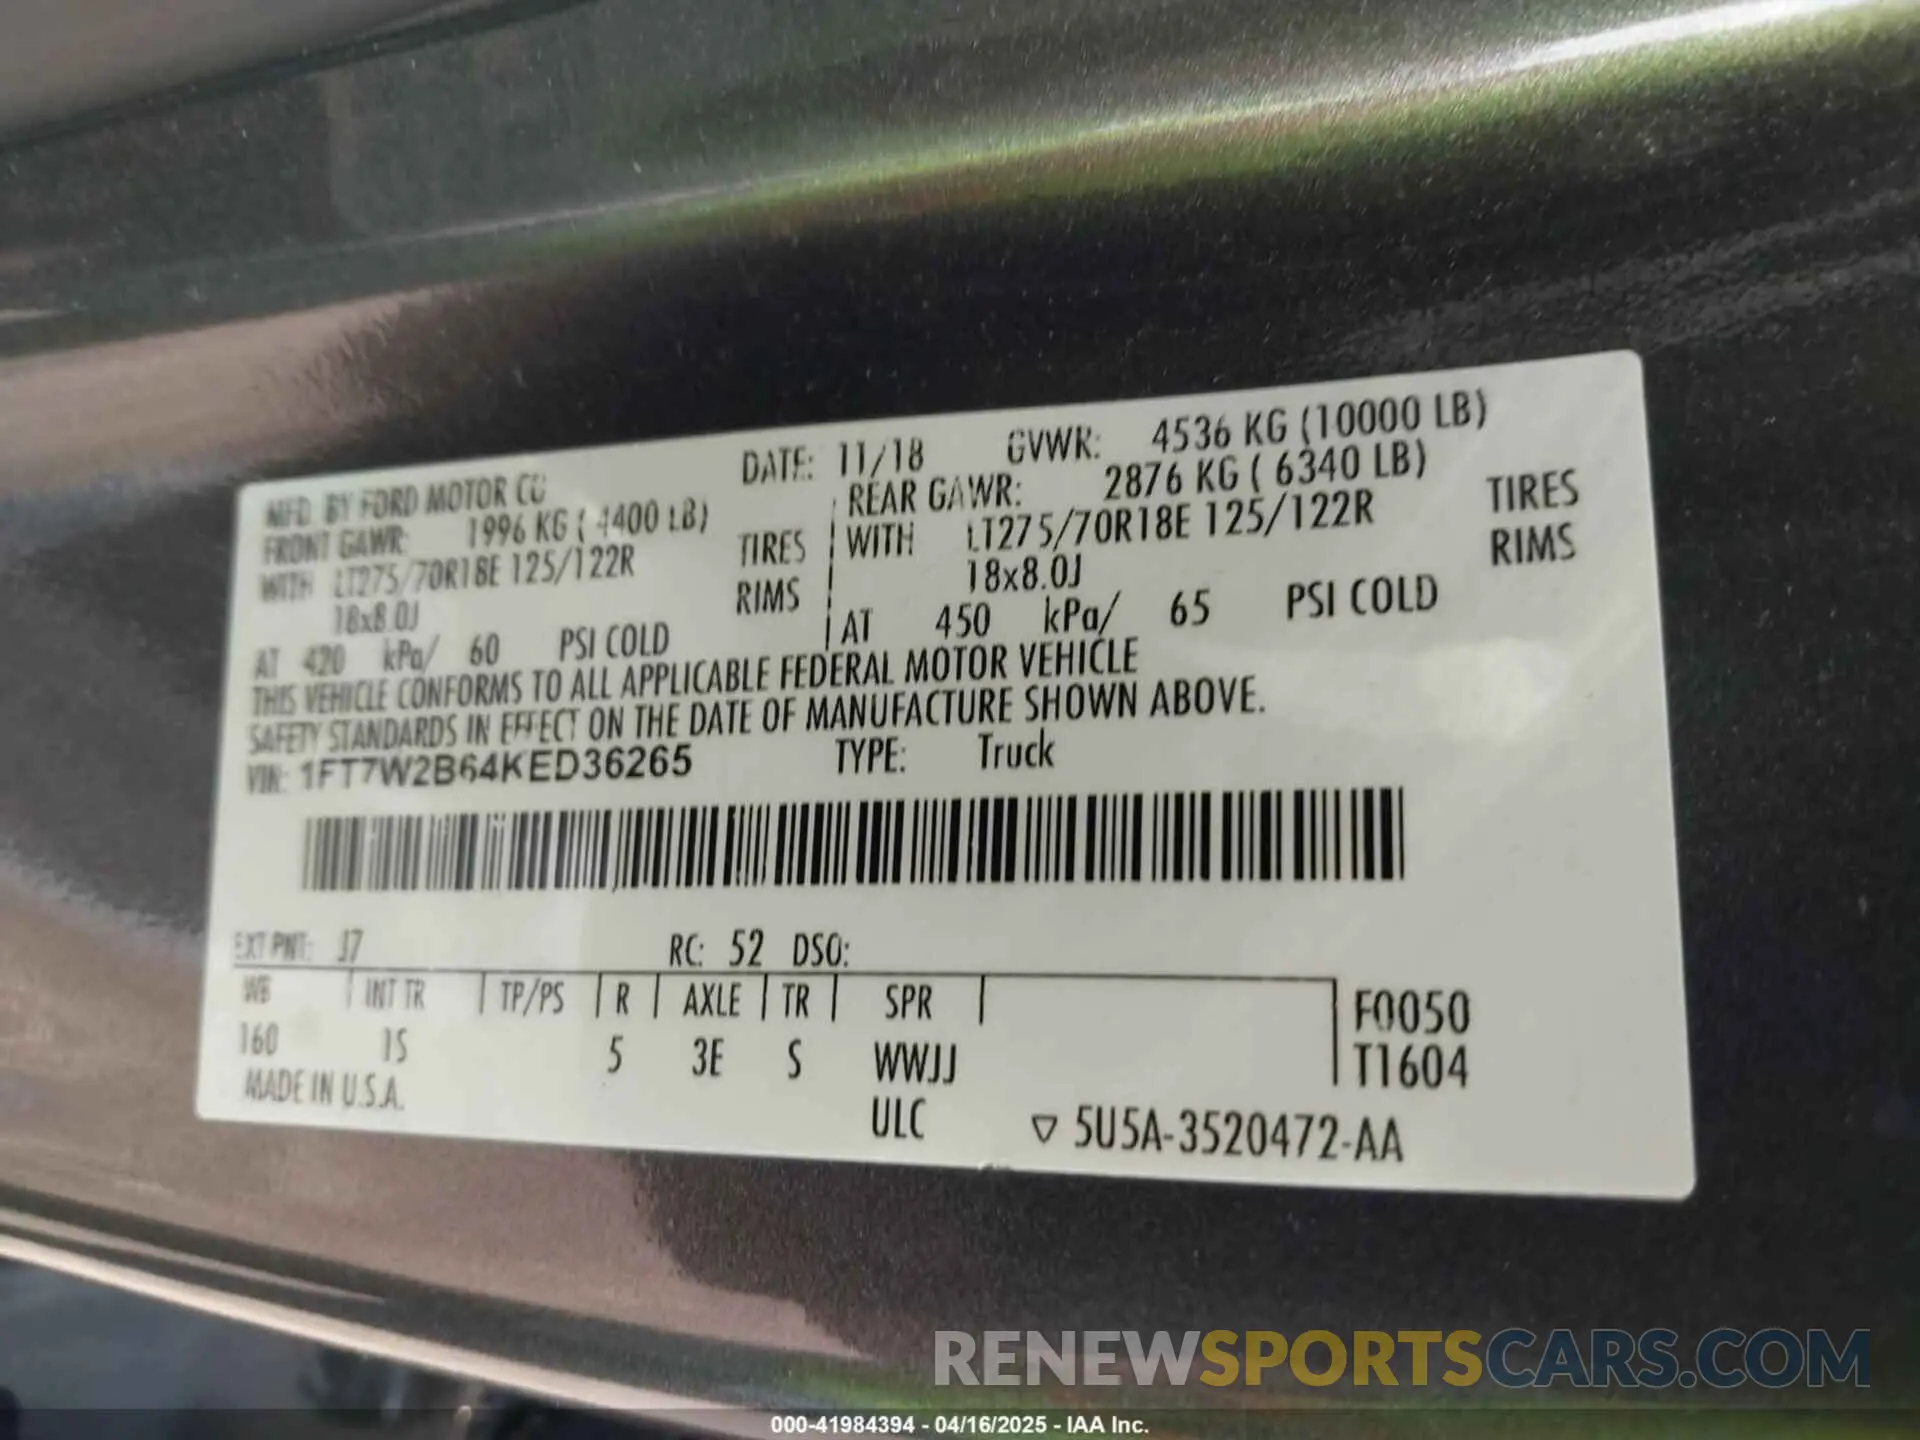 MFD. BY FORD MOTOR CO
DATE: 11/18 GVWR: 4536 KG (10000 LB)
FRONT GAWR: 1996 KG ( 4400 LB) REAR GAWR: 2876 KG ( 6340 LB)
WITH LT275/70R18E 125/122R TIRES WITH LT275/70R18E 125/122R TIRES
18x8.0J RIMS 18x8.0J RIMS
AT 420 kPa/ 60 PSI COLD AT 450 kPa/ 65 PSI COLD
THIS VEHICLE CONFORMS TO ALL APPLICABLE FEDERAL MOTOR VEHICLE
SAFETY STANDARDS IN EFFECT ON THE DATE OF MANUFACTURE SHOWN ABOVE.
VIN: 1FT7W2B64KED36265 TYPE: Truck
EXT PNT: J7 RC: 52 DSO:
WB INT TR TP/PS R AXLE TR SPR F0050
160 1S 5 3E S WWJJ T1604
MADE IN U.S.A. ULC 5U5A-3520472-AA
RENEWSPORTSCARS.COM
000-41984394 - 04/16/2025 - IAA Inc.